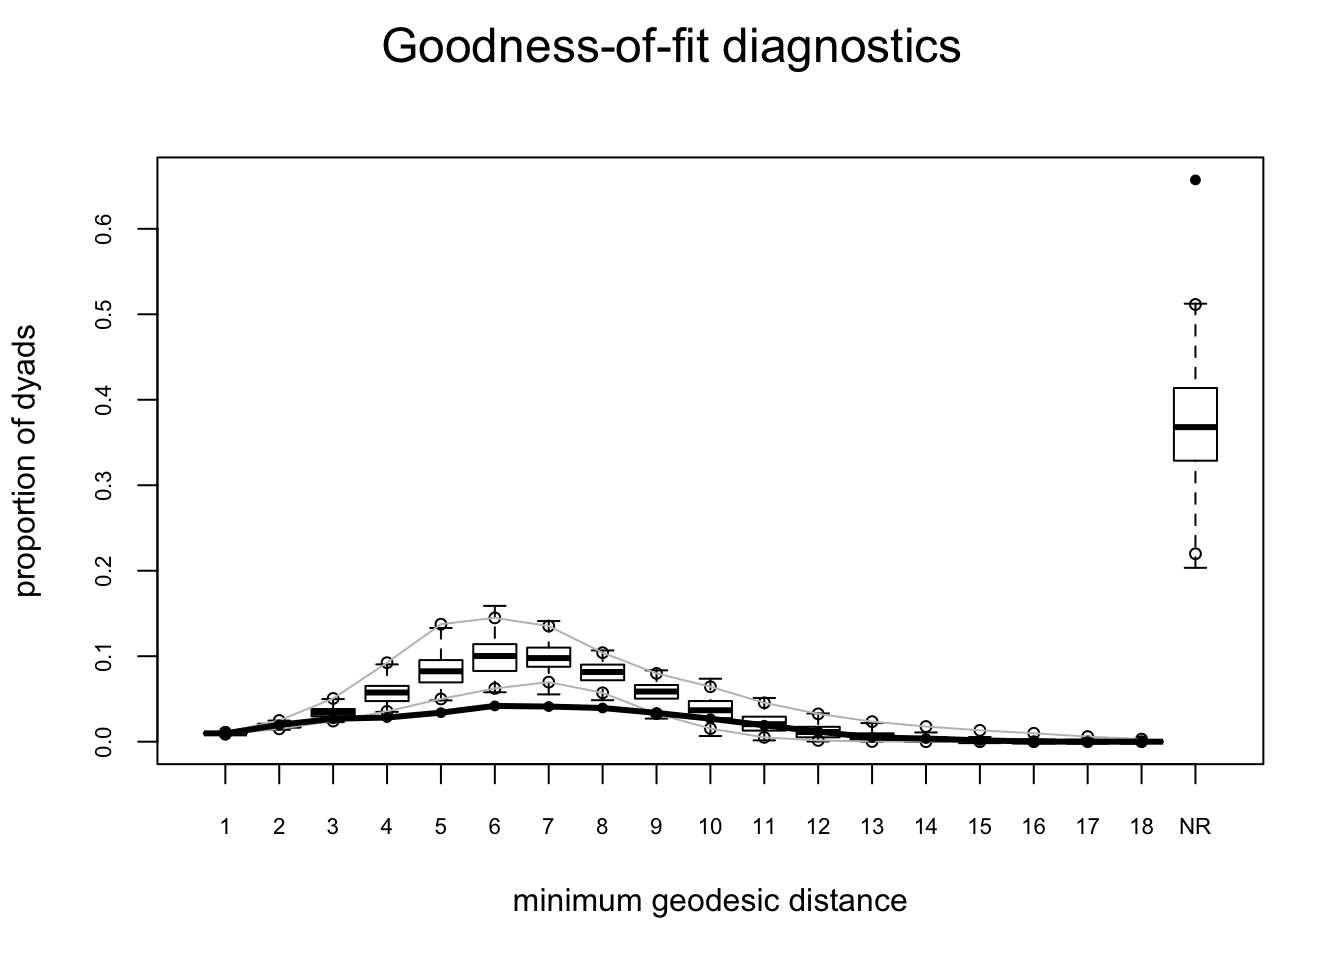 Goodness-of-fit diagnostics
proportion of dyads
0.6
0.5
0.4
0.3
0.2
0.1
0.0
1 2 3 4 5 6 7 8 9 10 11 12 13 14 15 16 17 18 NR
minimum geodesic distance